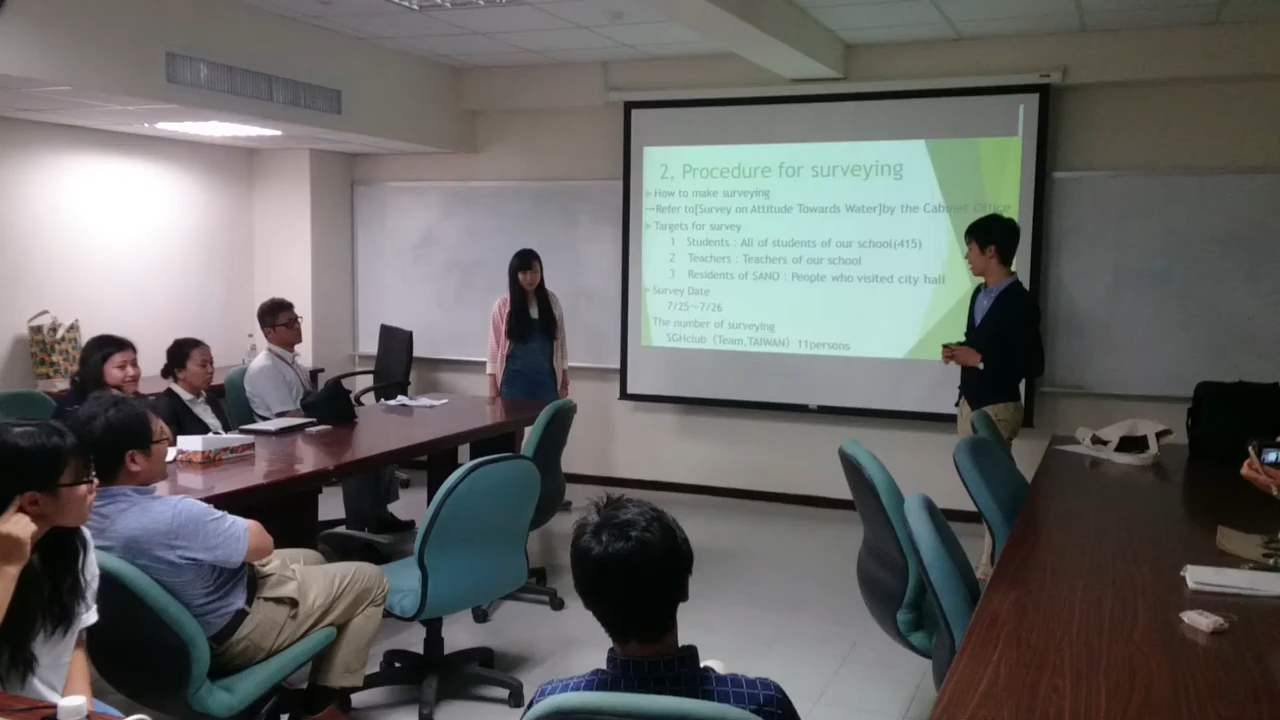 2, Procedure for surveying
How to make surveying
→Refer to[Survey on Attitude Towards Water]by the Cabinet Office
Targets for survey
1 Students : All of students of our school(415)
2 Teachers : Teachers of our school
3 Residents of SANO : People who visited city hall
Survey Date
7/25～7/26
The number of surveying
SGHclub (Team,TAIWAN) 11persons